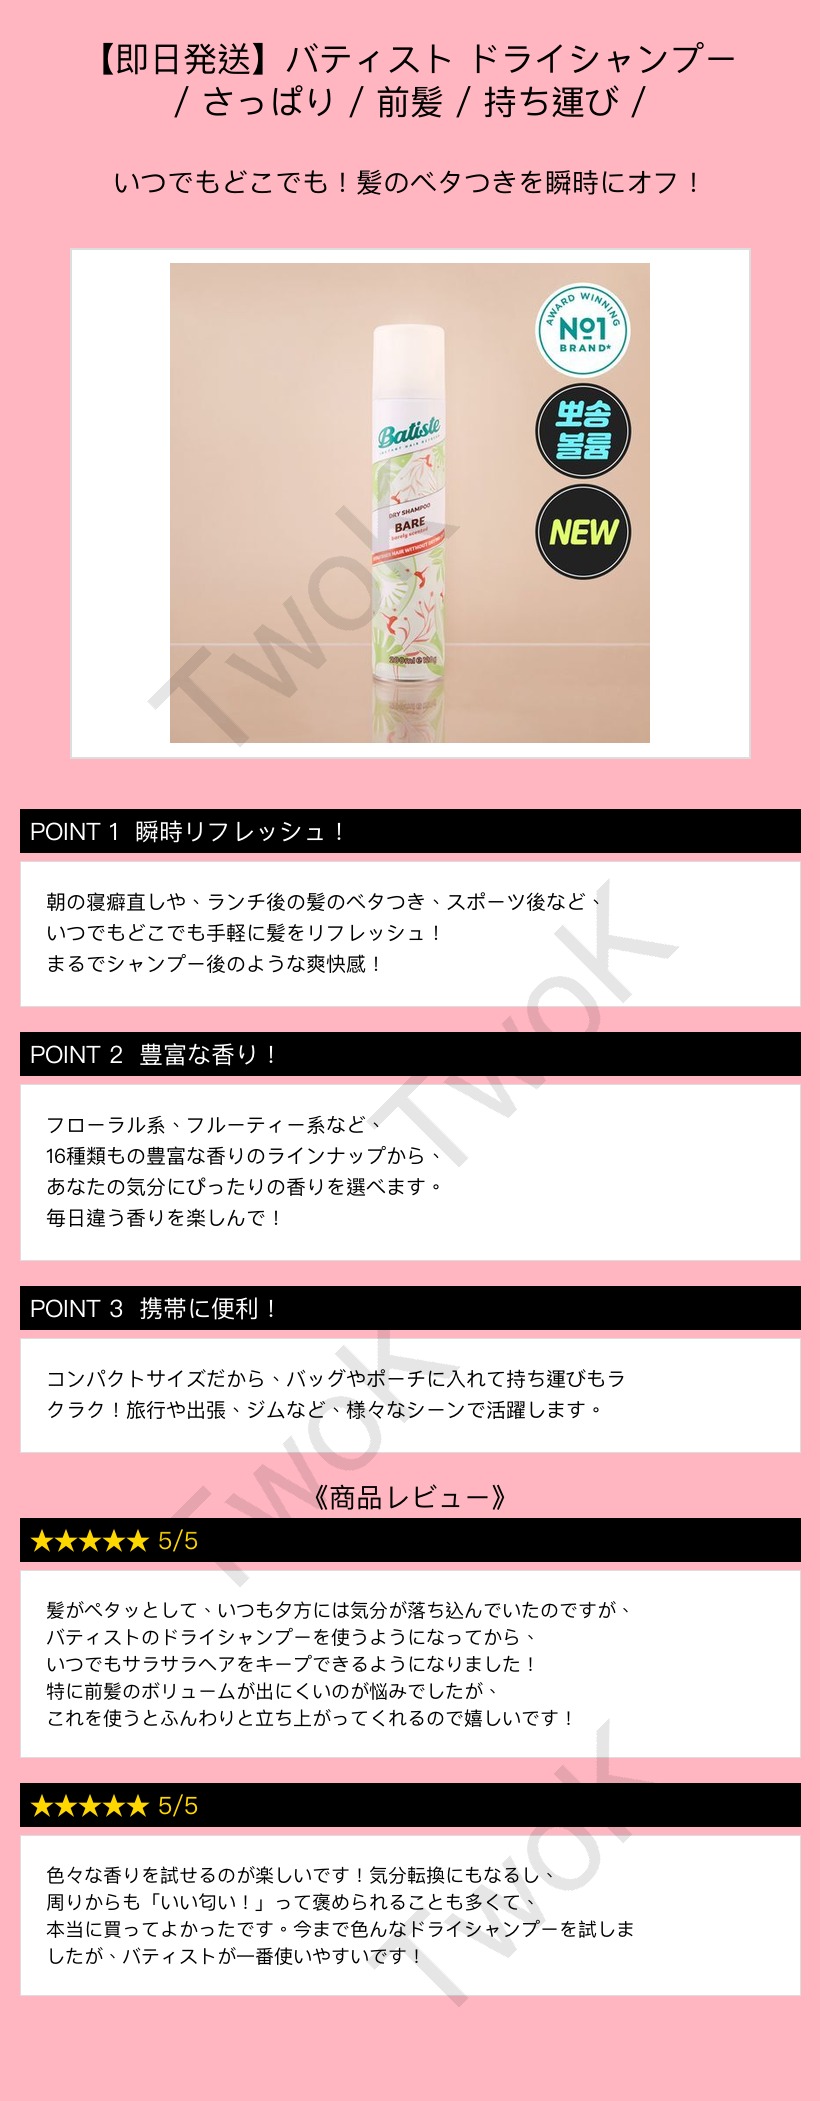 【即日発送】バティスト ドライシャンプー
/ さっぱり / 前髪 / 持ち運び /
いつでもどこでも！髪のベタつきを瞬時にオフ！
AWARD WINNING
Nº1
BRAND*
뽀송
볼륨
NEW
Batiste
INSTANT HAIR REFRESH
DRY SHAMPOO
BARE
barely scented
200ml e 120g
TwoK
POINT 1 瞬時リフレッシュ！
朝の寝癖直しや、ランチ後の髪のベタつき、スポーツ後など、
いつでもどこでも手軽に髪をリフレッシュ！
まるでシャンプー後のような爽快感！
TwoK
POINT 2 豊富な香り！
フローラル系、フルーティー系など、
16種類もの豊富な香りのラインナップから、
あなたの気分にぴったりの香りを選べます。
毎日違う香りを楽しんで！
POINT 3 携帯に便利！
コンパクトサイズだから、バッグやポーチに入れて持ち運びもラ
クラク！旅行や出張、ジムなど、様々なシーンで活躍します。
TwoK
《商品レビュー》
★★★★★ 5/5
髪がペタッとして、いつも夕方には気分が落ち込んでいたのですが、
バティストのドライシャンプーを使うようになってから、
いつでもサラサラヘアをキープできるようになりました！
特に前髪のボリュームが出にくいのが悩みでしたが、
これを使うとふんわりと立ち上がってくれるので嬉しいです！
★★★★★ 5/5
TwoK
色々な香りを試せるのが楽しいです！気分転換にもなるし、
周りからも「いい匂い！」って褒められることも多くて、
本当に買ってよかったです。今まで色んなドライシャンプーを試しま
したが、バティストが一番使いやすいです！